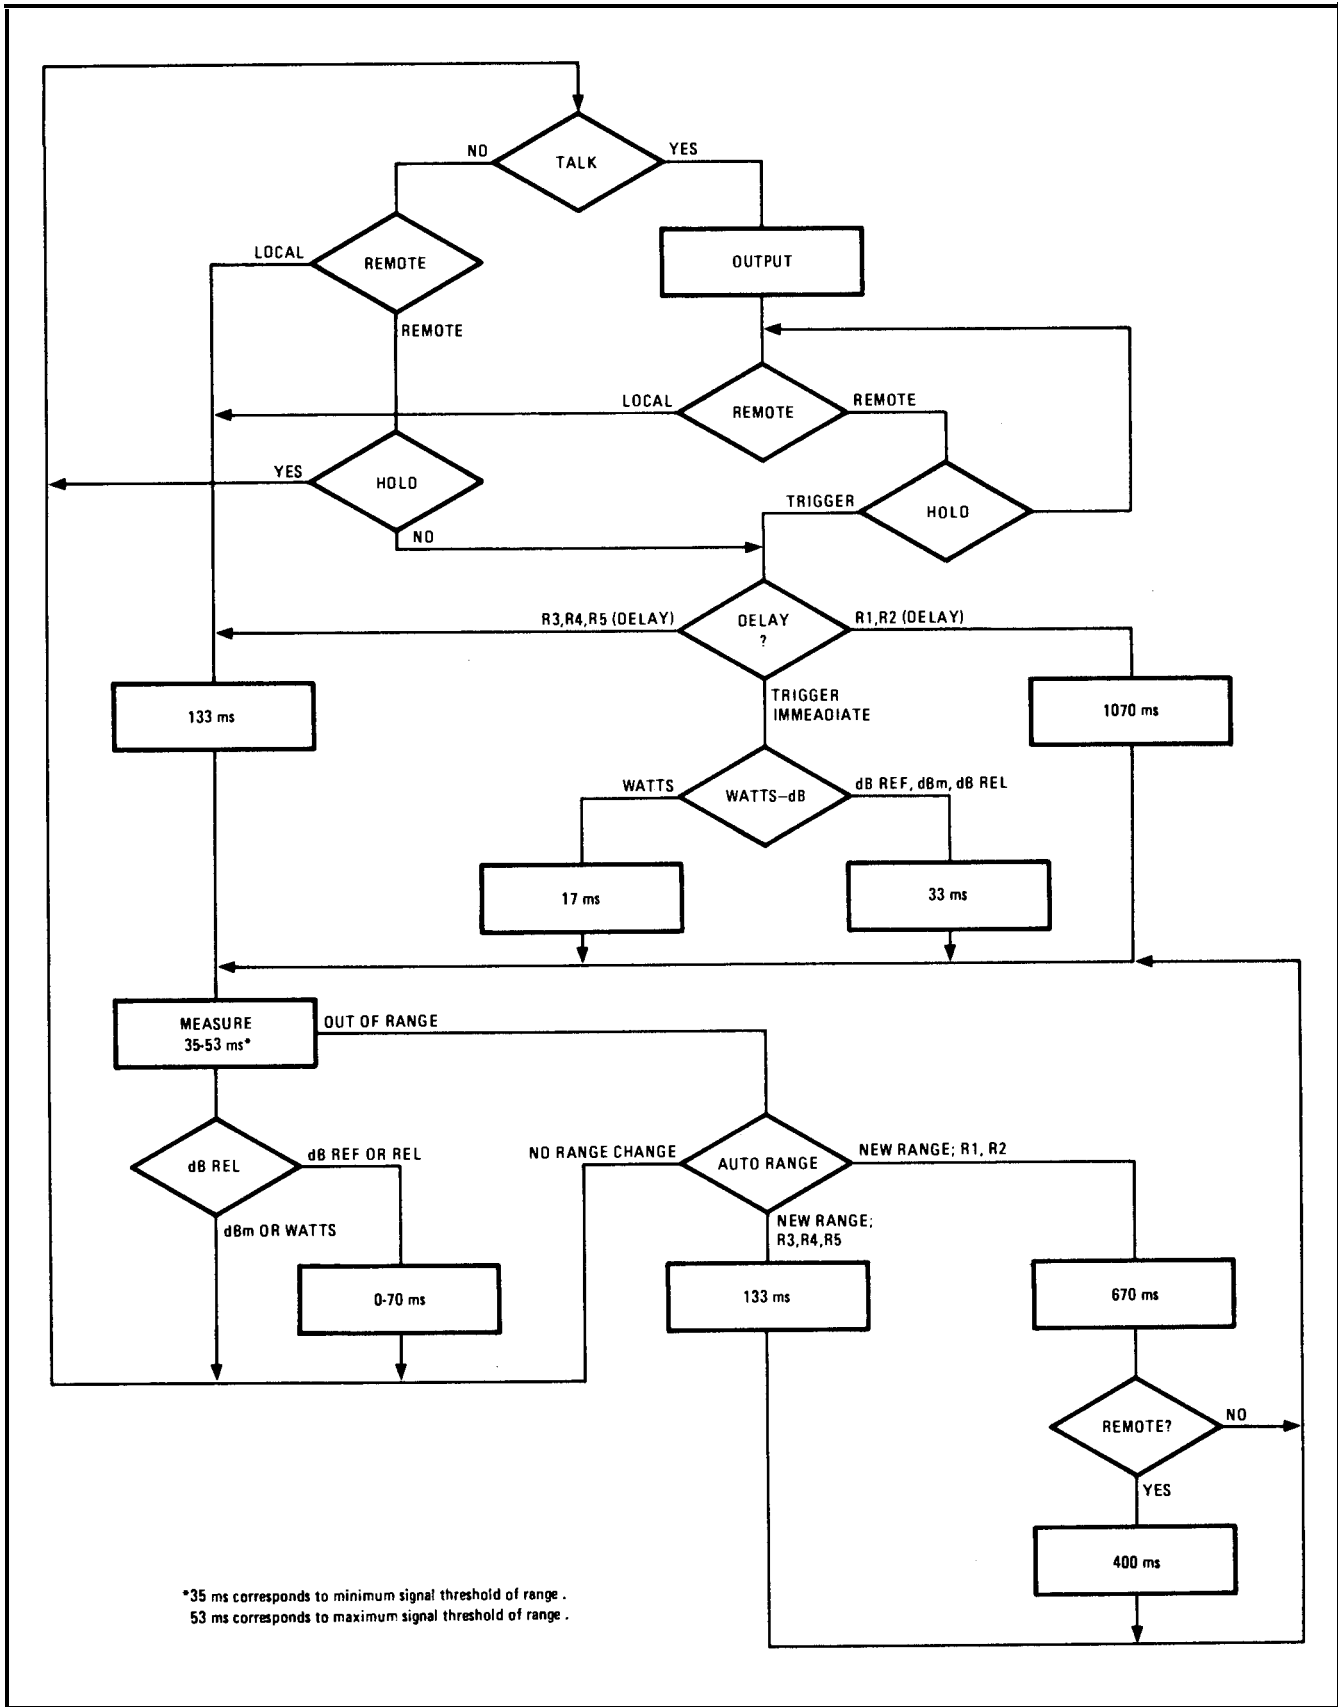 TALK
NO
YES
REMOTE
LOCAL
REMOTE
OUTPUT
REMOTE
LOCAL
REMOTE
HOLD
YES
NO
HOLD
TRIGGER
DELAY
?
R3,R4,R5 (DELAY)
R1,R2 (DELAY)
TRIGGER
IMMEADIATE
133 ms
1070 ms
WATTS-dB
WATTS
dB REF, dBm, dB REL
17 ms
33 ms
MEASURE
35-53 ms*
OUT OF RANGE
dB REL
dB REF OR REL
dBm OR WATTS
0-70 ms
AUTO RANGE
NO RANGE CHANGE
NEW RANGE; R1, R2
NEW RANGE;
R3,R4,R5
133 ms
670 ms
REMOTE?
NO
YES
400 ms
*35 ms corresponds to minimum signal threshold of range .
53 ms corresponds to maximum signal threshold of range .